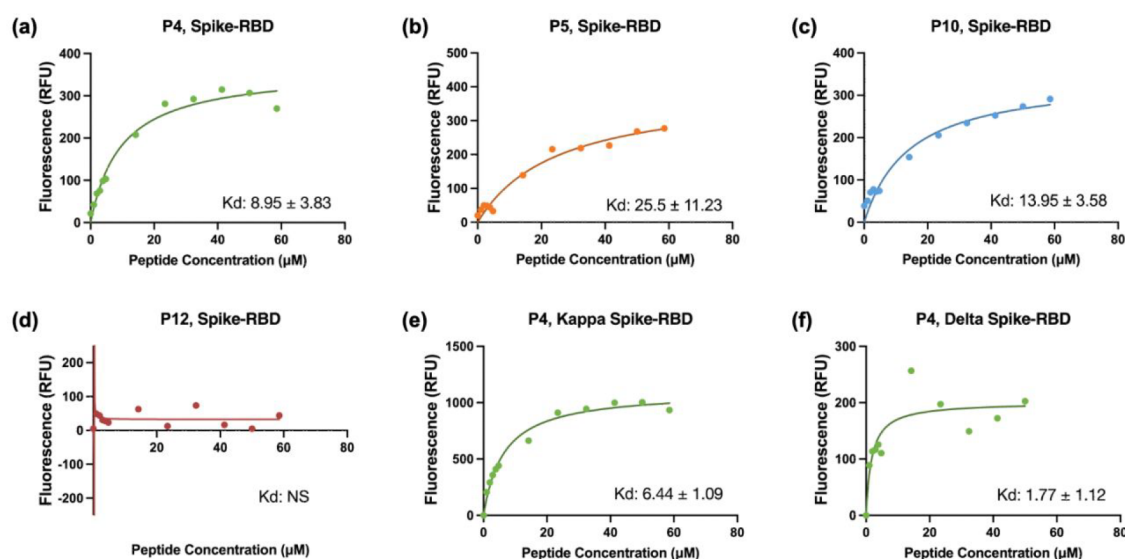 (a)
P4, Spike-RBD
Fluorescence (RFU)
400
300
200
100
0
0 20 40 60 80
Peptide Concentration (µM)
Kd: 8.95 ± 3.83
(b)
P5, Spike-RBD
Fluorescence (RFU)
500
400
300
200
100
0
0 20 40 60 80
Peptide Concentration (µM)
Kd: 25.5 ± 11.23
(c)
P10, Spike-RBD
Fluorescence (RFU)
400
300
200
100
0
0 20 40 60 80
Peptide Concentration (µM)
Kd: 13.95 ± 3.58
(d)
P12, Spike-RBD
Fluorescence (RFU)
200
100
0
-100
-200
20 40 60 80
Peptide Concentration (µM)
Kd: NS
(e)
P4, Kappa Spike-RBD
Fluorescence (RFU)
1500
1000
500
0
0 20 40 60 80
Peptide Concentration (µM)
Kd: 6.44 ± 1.09
(f)
P4, Delta Spike-RBD
Fluorescence (RFU)
300
200
100
0
0 20 40 60 80
Peptide Concentration (µM)
Kd: 1.77 ± 1.12